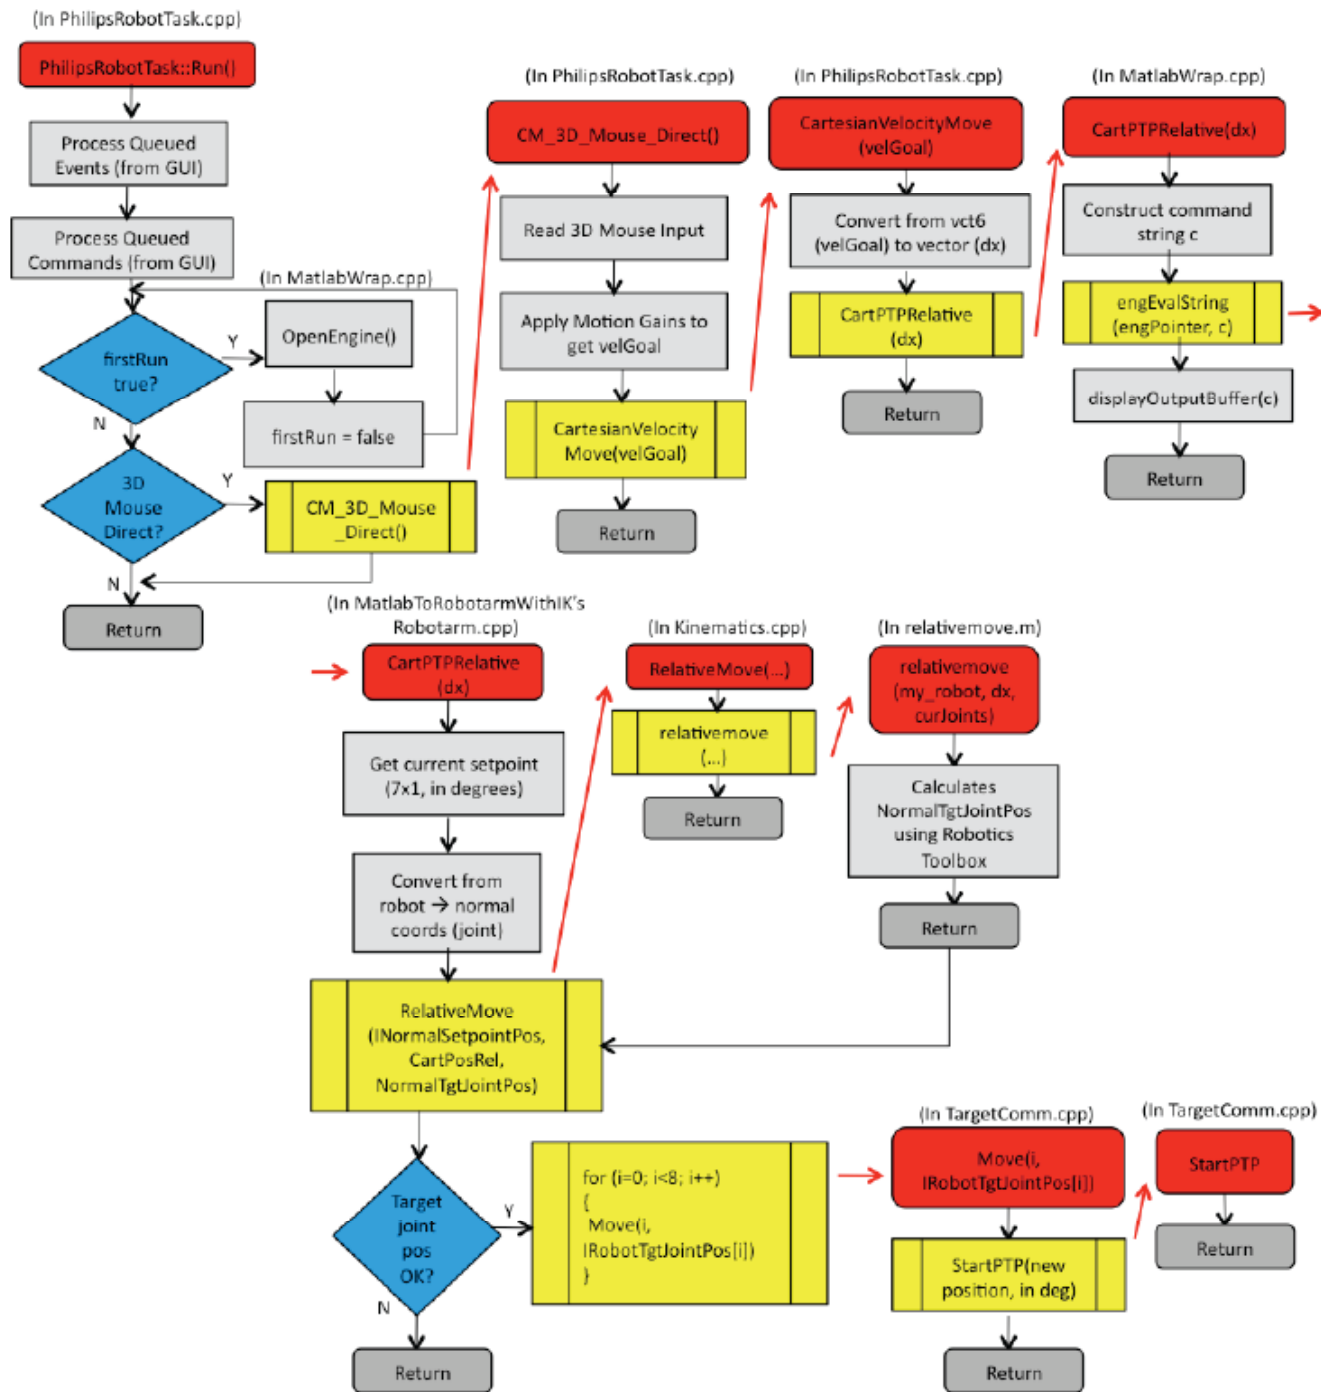 (In PhilipsRobotTask.cpp)
PhilipsRobotTask::Run()
Process Queued
Events (from GUI)
Process Queued
Commands (from GUI)
(In MatlabWrap.cpp)
firstRun
true?
Y
OpenEngine()
firstRun = false
N
3D
Mouse
Direct?
Y
CM_3D_Mouse
_Direct()
N
Return
(In PhilipsRobotTask.cpp)
CM_3D_Mouse_Direct()
Read 3D Mouse Input
Apply Motion Gains to
get velGoal
CartesianVelocity
Move(velGoal)
Return
(In PhilipsRobotTask.cpp)
CartesianVelocityMove
(velGoal)
Convert from vct6
(velGoal) to vector (dx)
CartPTPRelative
(dx)
Return
(In MatlabWrap.cpp)
CartPTPRelative(dx)
Construct command
string c
engEvalString
(engPointer, c)
displayOutputBuffer(c)
Return
(In MatlabToRobotarmWithIK's
Robotarm.cpp)
CartPTPRelative
(dx)
Get current setpoint
(7x1, in degrees)
Convert from
robot → normal
coords (joint)
RelativeMove
(INormalSetpointPos,
CartPosRel,
NormalTgtJointPos)
Target
joint
pos
OK?
Y
N
Return
(In Kinematics.cpp)
RelativeMove(...)
relativemove
(...)
Return
(In relativemove.m)
relativemove
(my_robot, dx,
curJoints)
Calculates
NormalTgtJointPos
using Robotics
Toolbox
Return
for (i=0; i<8; i++)
{
Move(i,
IRobotTgtJointPos[i])
}
(In TargetComm.cpp)
Move(i,
IRobotTgtJointPos[i])
StartPTP(new
position, in deg)
Return
(In TargetComm.cpp)
StartPTP
Return